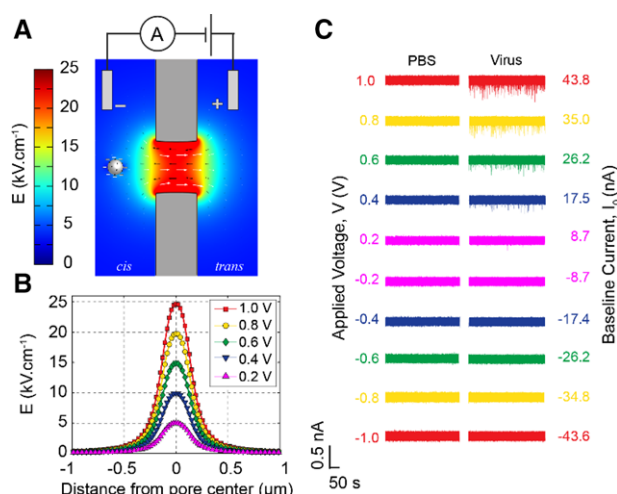 A
A
25
20
15
10
5
0
E (kV.cm⁻¹)
−
+
cis
trans
B
25
20
15
10
5
0
E (kV.cm⁻¹)
1.0 V
0.8 V
0.6 V
0.4 V
0.2 V
-1
-0.5
0
0.5
1
Distance from pore center (um)
C
PBS
Virus
Applied Voltage, V (V)
Baseline Current, I₀ (nA)
1.0
43.8
0.8
35.0
0.6
26.2
0.4
17.5
0.2
8.7
-0.2
-8.7
-0.4
-17.4
-0.6
-26.2
-0.8
-34.8
-1.0
-43.6
0.5 nA
50 s